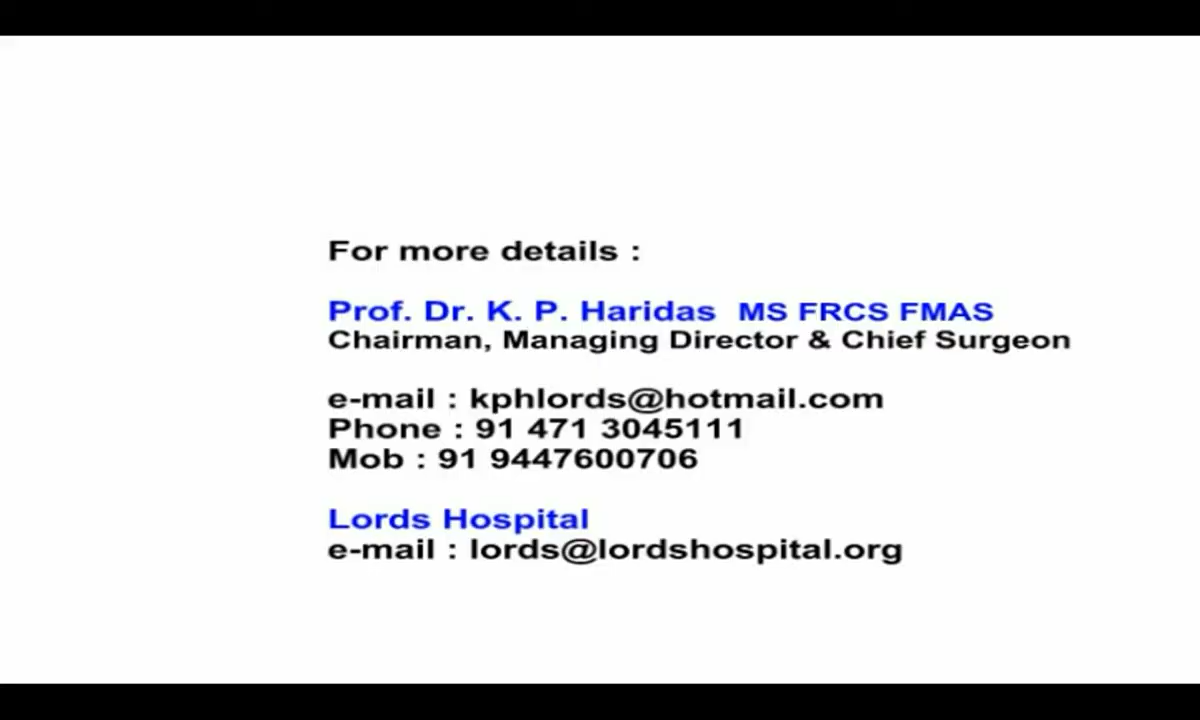 For more details :
Prof. Dr. K. P. Haridas MS FRCS FMAS
Chairman, Managing Director & Chief Surgeon
e-mail : kphlords@hotmail.com
Phone : 91 471 3045111
Mob : 91 9447600706
Lords Hospital
e-mail : lords@lordshospital.org